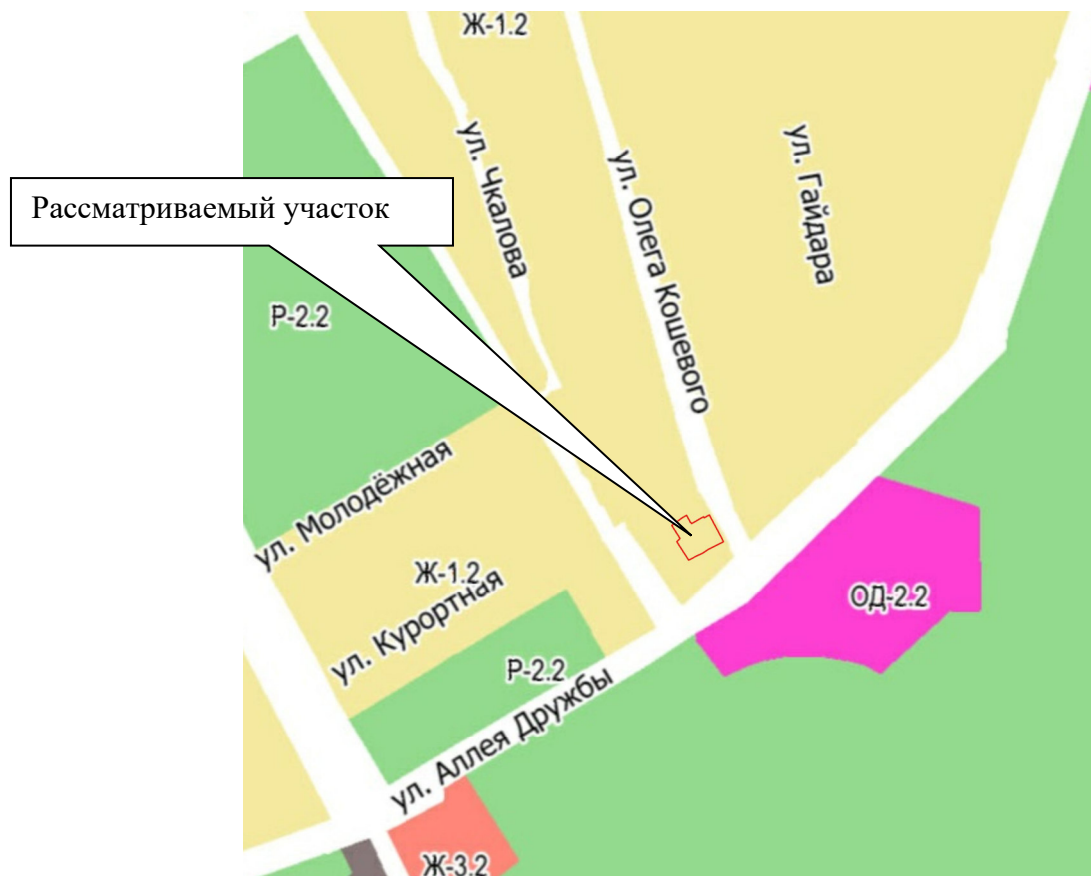 Ж-1.2
ул. Чкалова
ул. Олега Кошевого
ул. Гайдара
Рассматриваемый участок
Р-2.2
ул. Молодёжная
Ж-1.2
ул. Курортная
ОД-2.2
Р-2.2
ул. Аллея Дружбы
Ж-3.2